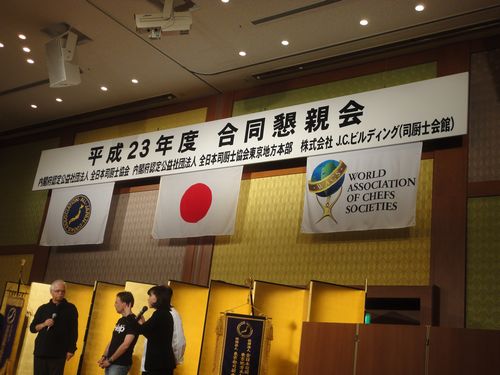 平成23年度 合同懇親会
内閣府認定公益社団法人 全日本司厨士協会 内閣府認定公益社団法人 全日本司厨士協会東京地方本部 株式会社 J.C.ビルディング(司厨士会館)
WORLD
ASSOCIATION
OF CHEFS
SOCIETIES
help